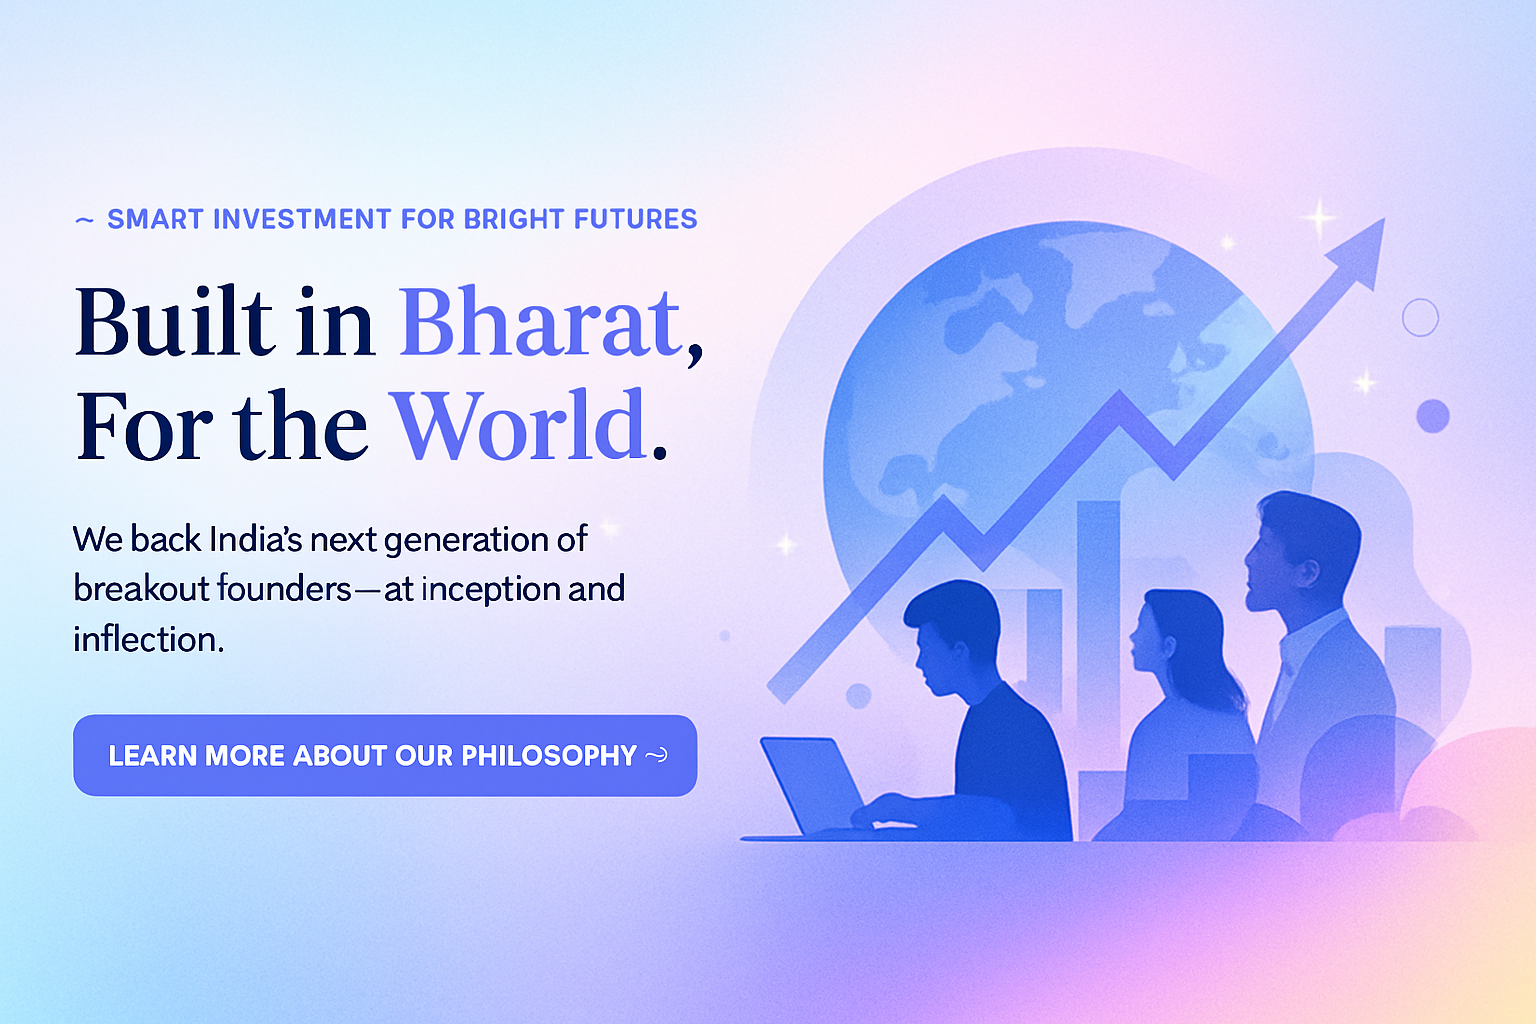 ~ SMART INVESTMENT FOR BRIGHT FUTURES
Built in Bharat,
For the World.
We back India’s next generation of
breakout founders—at inception and
inflection.
LEARN MORE ABOUT OUR PHILOSOPHY